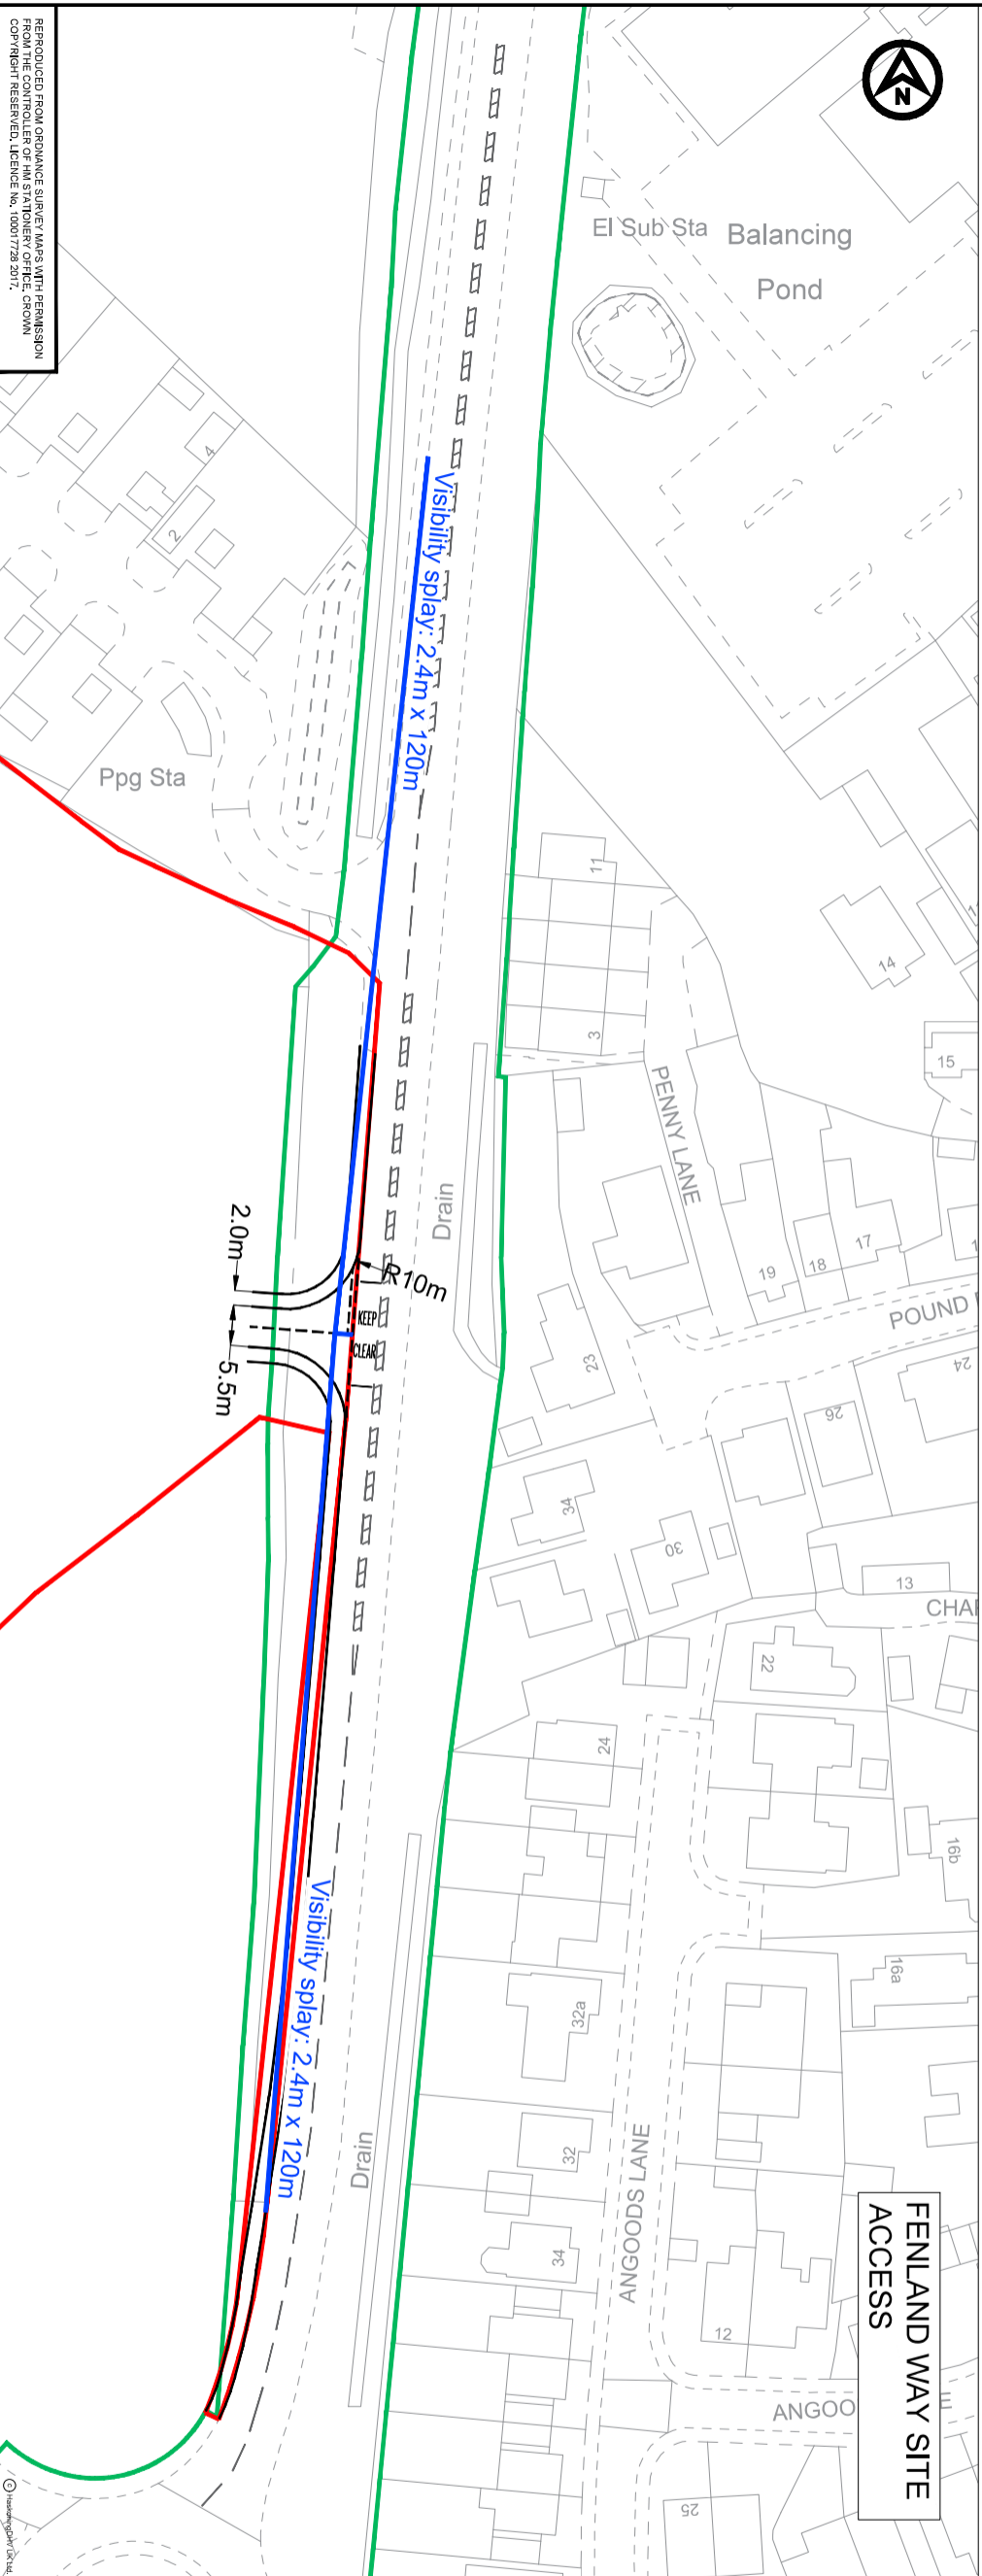 N
REPRODUCED FROM ORDNANCE SURVEY MAPS WITH PERMISSION
FROM THE CONTROLLER OF HM STATIONERY OFFICE, CROWN
COPYRIGHT RESERVED, LICENCE No. 100017728 2017.
El Sub Sta
Balancing
Pond
4
2
Visibility splay: 2.4m x 120m
Ppg Sta
11
14
3
15
PENNY LANE
Drain
2.0m
R10m
17
18
19
KEEP
CLEAR
POUND
5.5m
23
24
26
34
30
13
22
24
16b
Visibility splay: 2.4m x 120m
16a
32a
32
Drain
ANGOODS LANE
34
12
FENLAND WAY SITE
ACCESS
ANGOO
25
© HaskoningDHV UK Ltd.